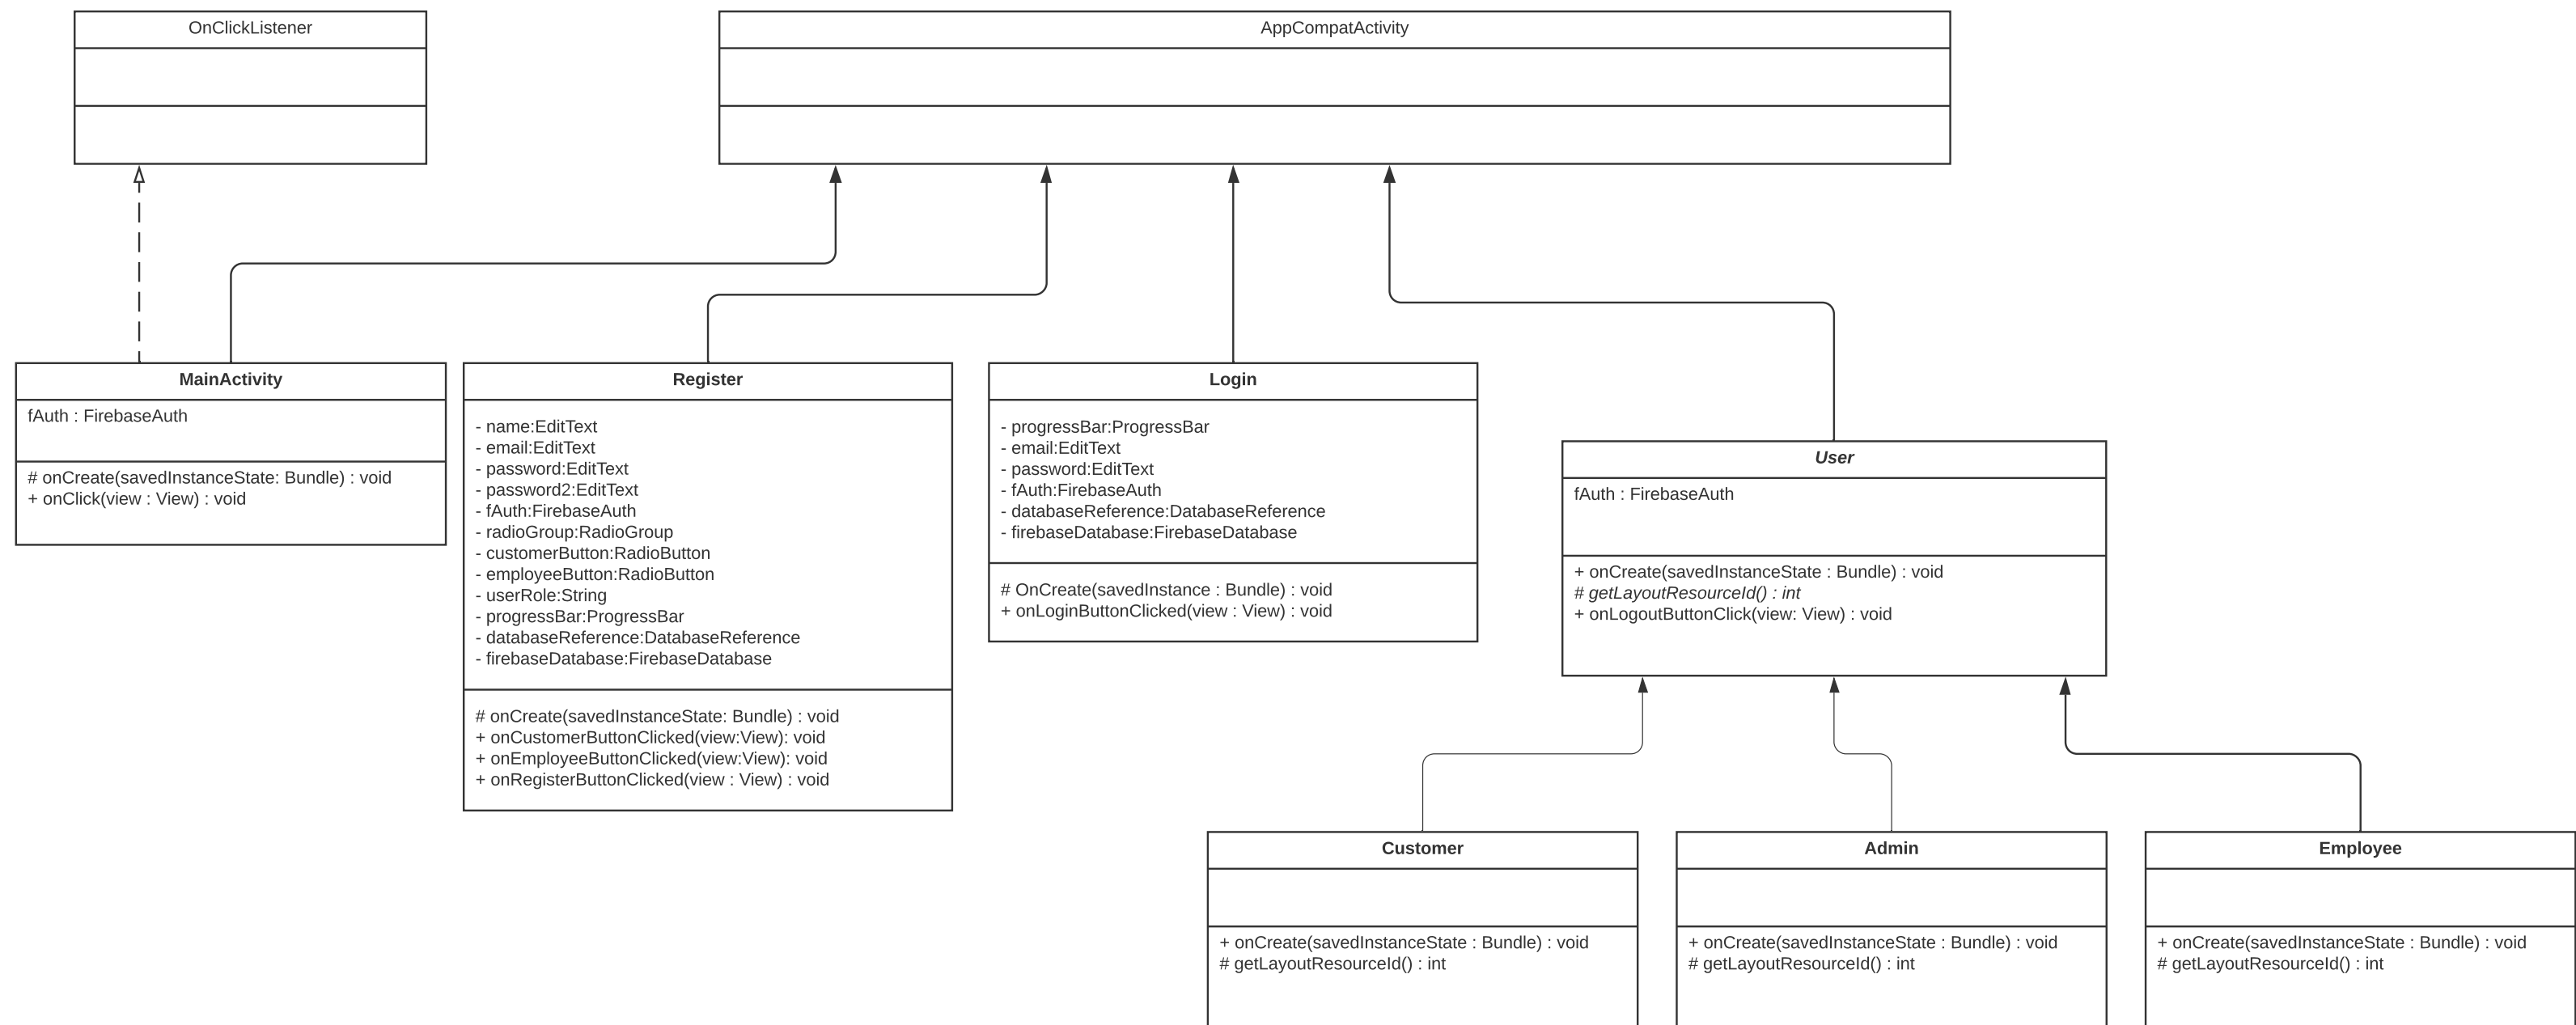 OnClickListener
AppCompatActivity
MainActivity
fAuth : FirebaseAuth
# onCreate(savedInstanceState: Bundle) : void
+ onClick(view : View) : void
Register
- name:EditText
- email:EditText
- password:EditText
- password2:EditText
- fAuth:FirebaseAuth
- radioGroup:RadioGroup
- customerButton:RadioButton
- employeeButton:RadioButton
- userRole:String
- progressBar:ProgressBar
- databaseReference:DatabaseReference
- firebaseDatabase:FirebaseDatabase
# onCreate(savedInstanceState: Bundle) : void
+ onCustomerButtonClicked(view:View): void
+ onEmployeeButtonClicked(view:View): void
+ onRegisterButtonClicked(view : View) : void
Login
- progressBar:ProgressBar
- email:EditText
- password:EditText
- fAuth:FirebaseAuth
- databaseReference:DatabaseReference
- firebaseDatabase:FirebaseDatabase
# OnCreate(savedInstance : Bundle) : void
+ onLoginButtonClicked(view : View) : void
User
fAuth : FirebaseAuth
+ onCreate(savedInstanceState : Bundle) : void
# getLayoutResourceId() : int
+ onLogoutButtonClick(view: View) : void
Customer
+ onCreate(savedInstanceState : Bundle) : void
# getLayoutResourceId() : int
Admin
+ onCreate(savedInstanceState : Bundle) : void
# getLayoutResourceId() : int
Employee
+ onCreate(savedInstanceState : Bundle) : void
# getLayoutResourceId() : int